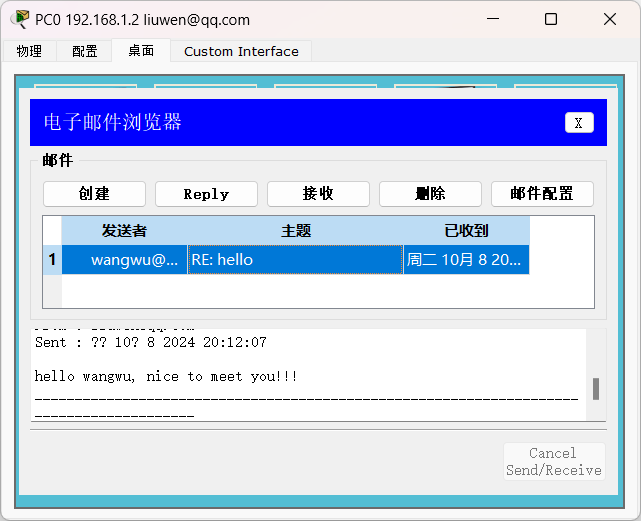 PC0 192.168.1.2 liuwen@qq.com
物理 配置 桌面 Custom Interface
电子邮件浏览器 X
邮件
创建 Reply 接收 删除 邮件配置
发送者 主题 已收到
1 wangwu@... RE: hello 周二 10月 8 20...
Sent : ?? 10? 8 2024 20:12:07
hello wangwu, nice to meet you!!!
Cancel
Send/Receive